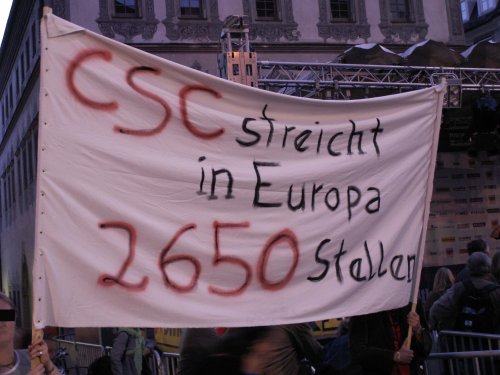 CSC streicht
in Europa
2650 Stellen